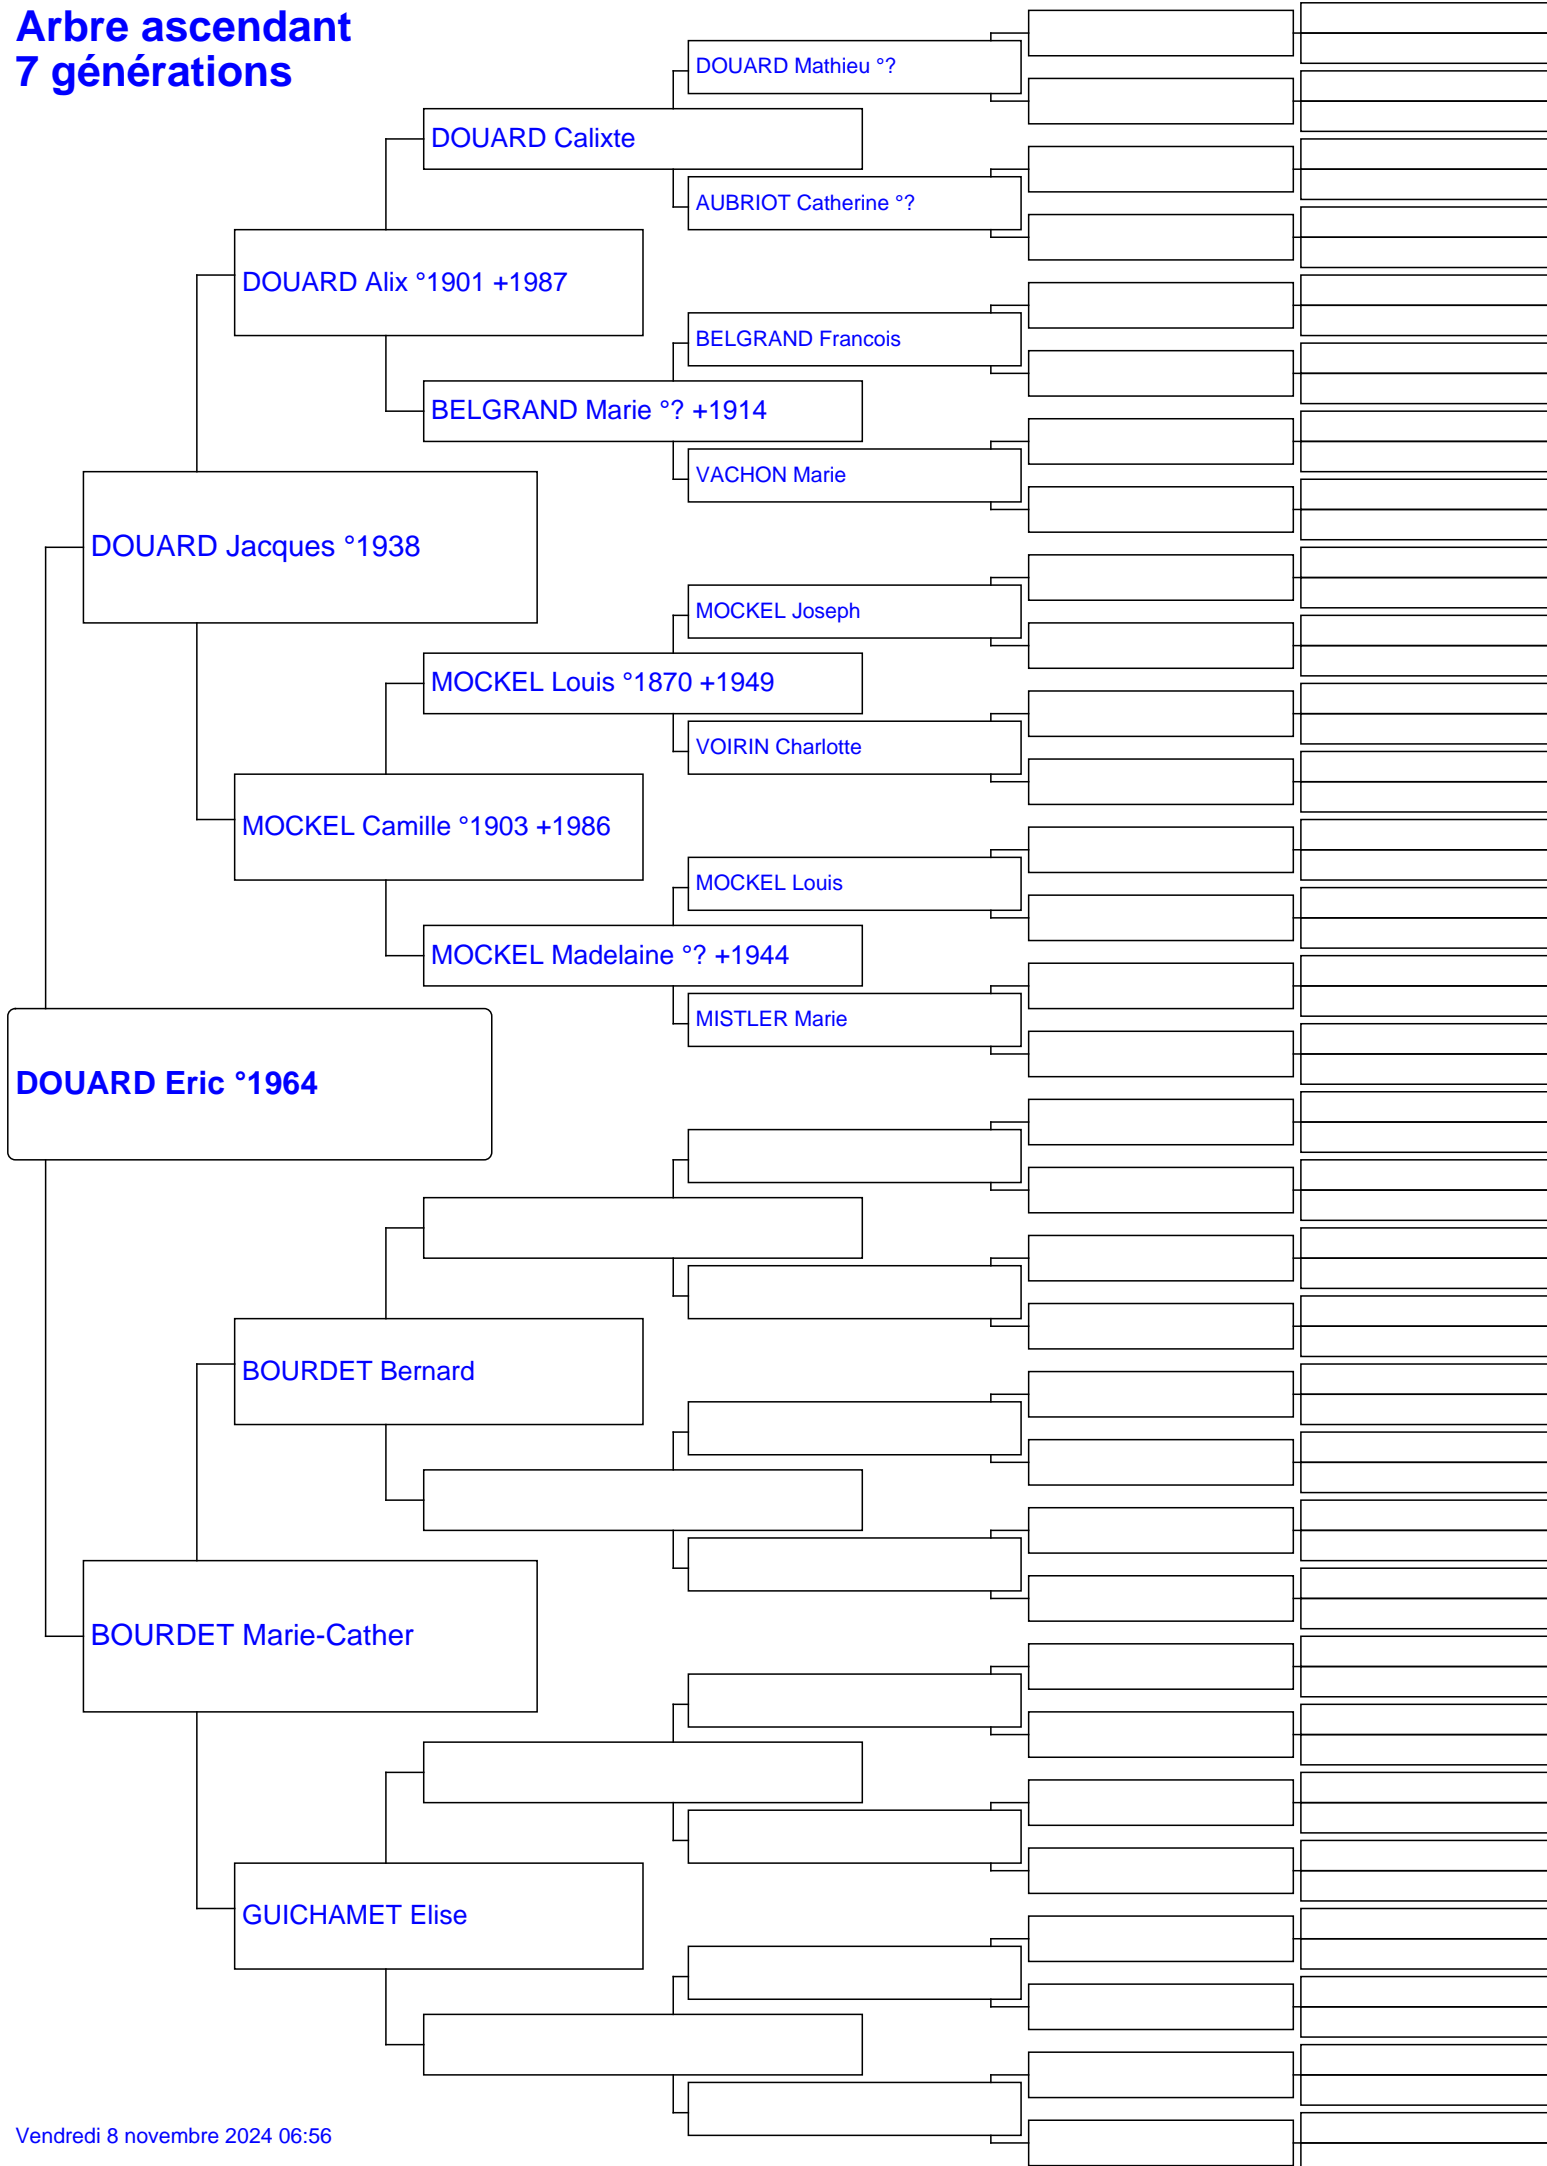 Arbre ascendant
7 générations
DOUARD Mathieu °?
DOUARD Calixte
AUBRIOT Catherine °?
DOUARD Alix °1901 +1987
BELGRAND Francois
BELGRAND Marie °? +1914
VACHON Marie
DOUARD Jacques °1938
MOCKEL Joseph
MOCKEL Louis °1870 +1949
VOIRIN Charlotte
MOCKEL Camille °1903 +1986
MOCKEL Louis
MOCKEL Madelaine °? +1944
MISTLER Marie
DOUARD Eric °1964
BOURDET Bernard
BOURDET Marie-Cather
GUICHAMET Elise
Vendredi 8 novembre 2024 06:56